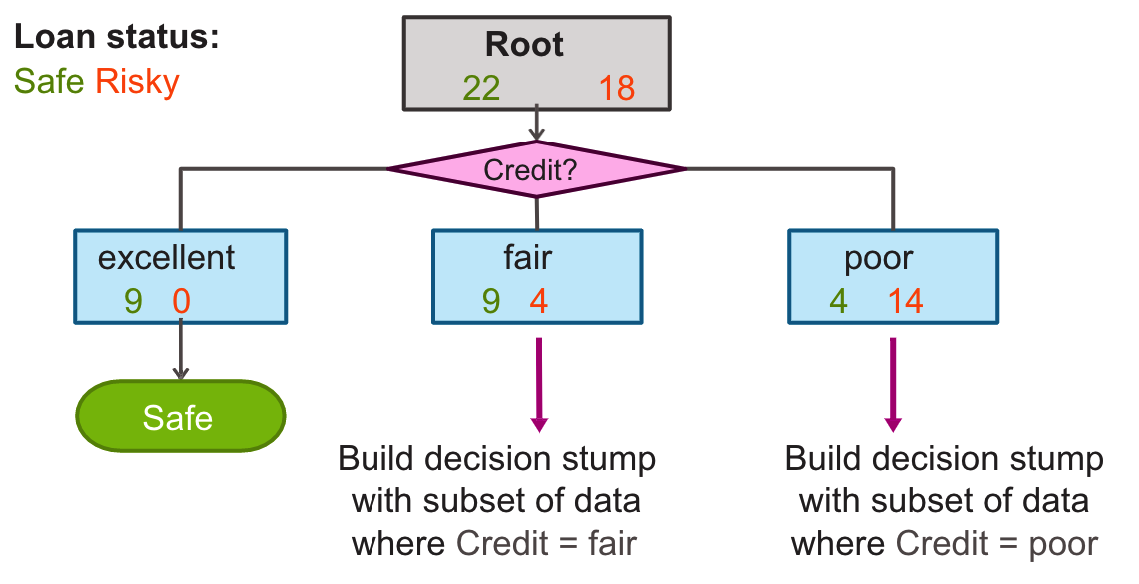 Loan status:
Safe Risky
Root
22 18
Credit?
excellent
9 0
fair
9 4
poor
4 14
Safe
Build decision stump
with subset of data
where Credit = fair
Build decision stump
with subset of data
where Credit = poor